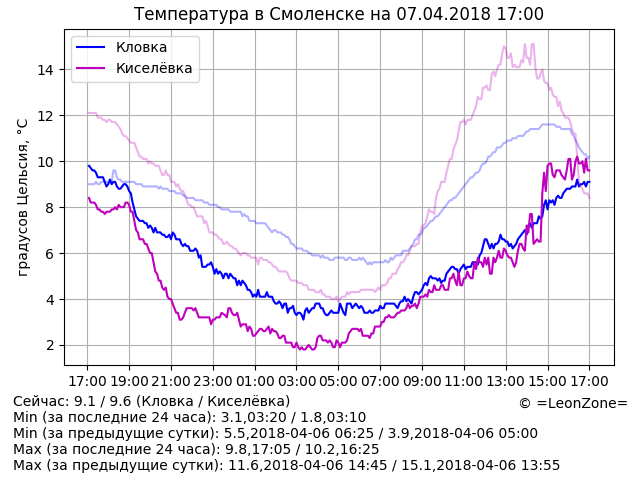 Температура в Смоленске на 07.04.2018 17:00
Кловка
Киселёвка
градусов Цельсия, °C
14
12
10
8
6
4
2
17:00 19:00 21:00 23:00 01:00 03:00 05:00 07:00 09:00 11:00 13:00 15:00 17:00
Сейчас: 9.1 / 9.6 (Кловка / Киселёвка)
© =LeonZone=
Min (за последние 24 часа): 3.1,03:20 / 1.8,03:10
Min (за предыдущие сутки): 5.5,2018-04-06 06:25 / 3.9,2018-04-06 05:00
Max (за последние 24 часа): 9.8,17:05 / 10.2,16:25
Max (за предыдущие сутки): 11.6,2018-04-06 14:45 / 15.1,2018-04-06 13:55